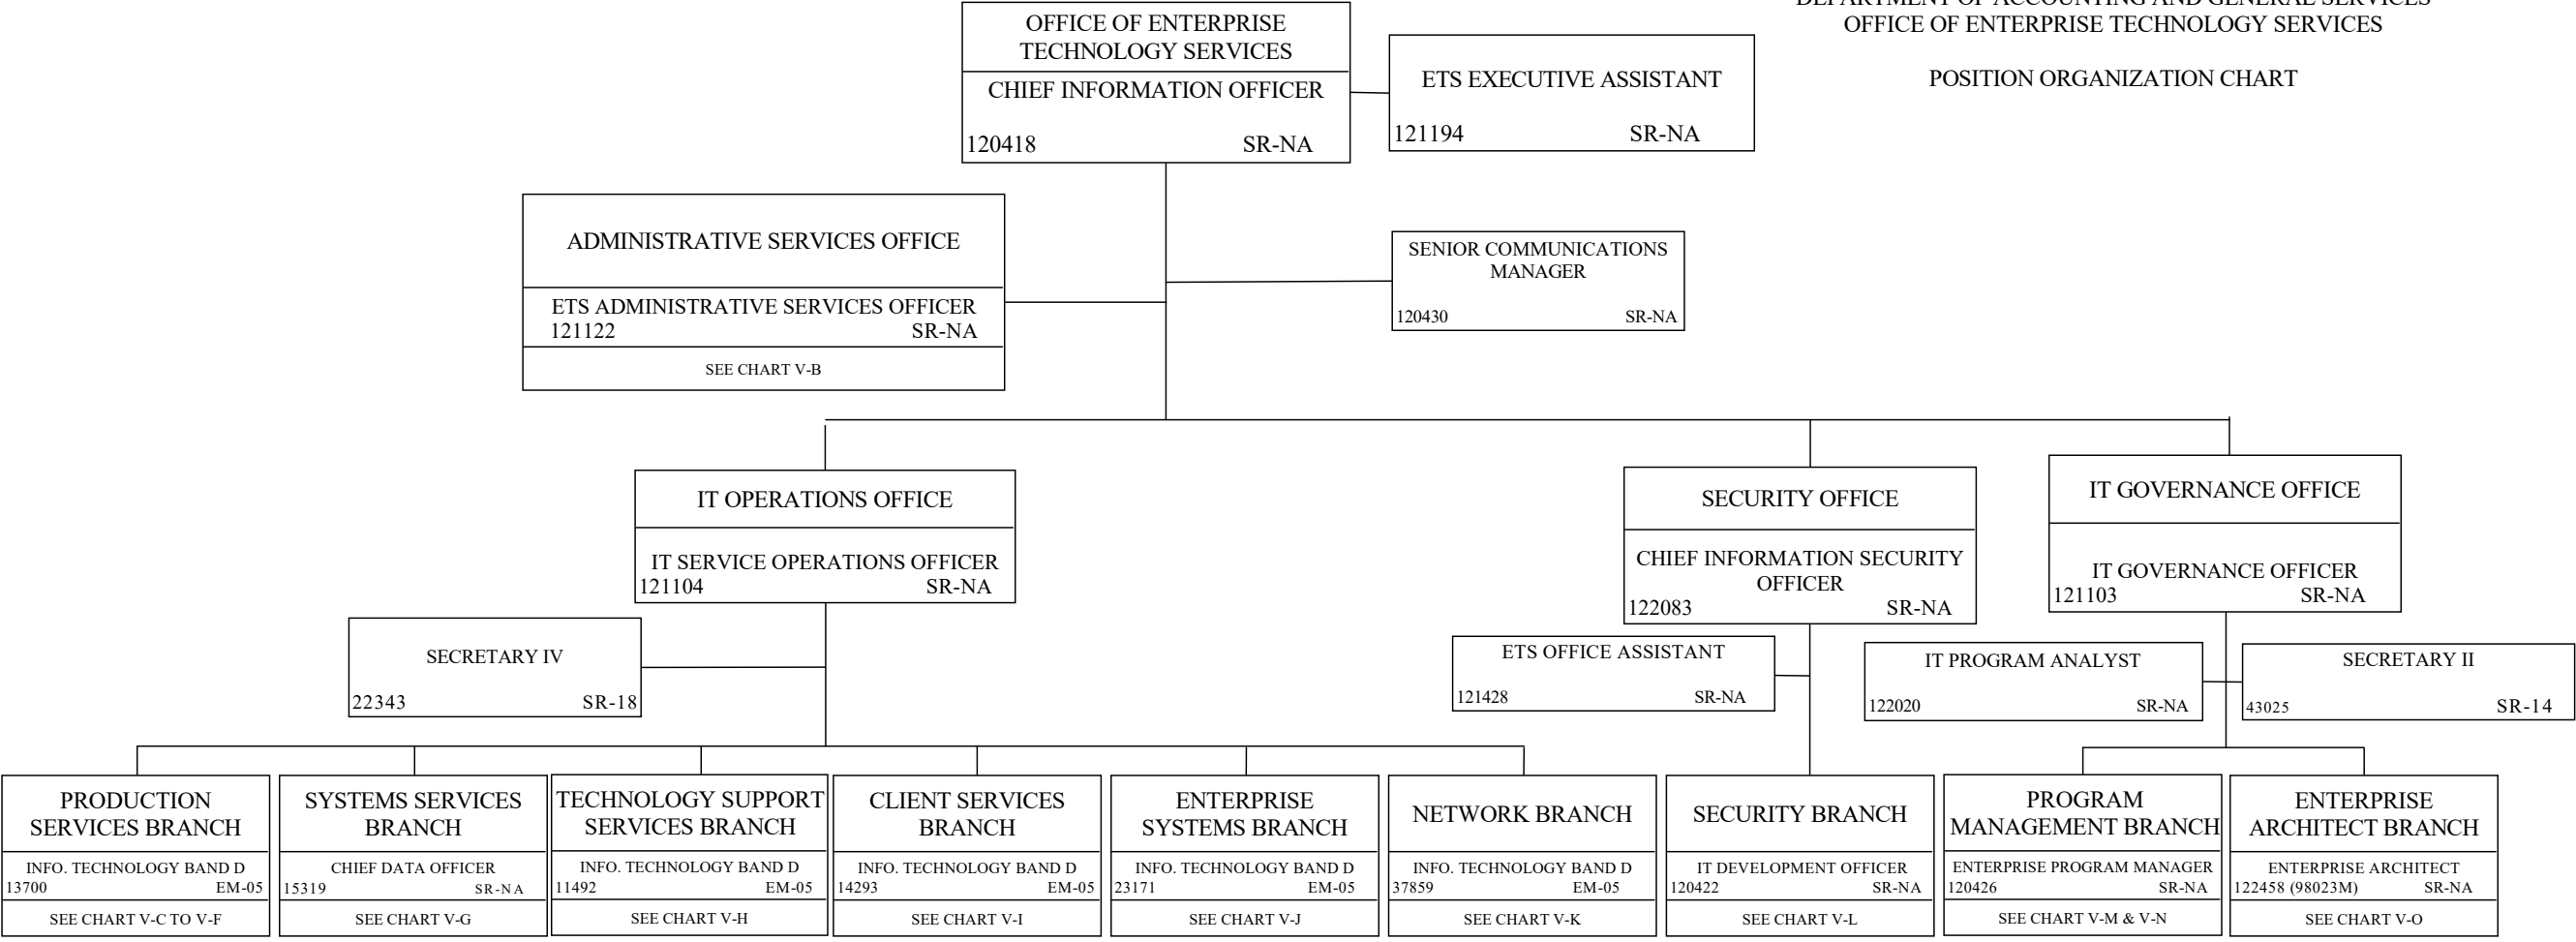 DEPARTMENT OF ACCOUNTING AND GENERAL SERVICES
OFFICE OF ENTERPRISE TECHNOLOGY SERVICES
POSITION ORGANIZATION CHART
OFFICE OF ENTERPRISE
TECHNOLOGY SERVICES
CHIEF INFORMATION OFFICER
120418 SR-NA
ETS EXECUTIVE ASSISTANT
121194 SR-NA
ADMINISTRATIVE SERVICES OFFICE
ETS ADMINISTRATIVE SERVICES OFFICER
121122 SR-NA
SEE CHART V-B
SENIOR COMMUNICATIONS
MANAGER
120430 SR-NA
IT OPERATIONS OFFICE
IT SERVICE OPERATIONS OFFICER
121104 SR-NA
SECURITY OFFICE
CHIEF INFORMATION SECURITY
OFFICER
122083 SR-NA
IT GOVERNANCE OFFICE
IT GOVERNANCE OFFICER
121103 SR-NA
SECRETARY IV
22343 SR-18
ETS OFFICE ASSISTANT
121428 SR-NA
IT PROGRAM ANALYST
122020 SR-NA
SECRETARY II
43025 SR-14
PRODUCTION
SERVICES BRANCH
INFO. TECHNOLOGY BAND D
13700 EM-05
SEE CHART V-C TO V-F
SYSTEMS SERVICES
BRANCH
CHIEF DATA OFFICER
15319 SR-NA
SEE CHART V-G
TECHNOLOGY SUPPORT
SERVICES BRANCH
INFO. TECHNOLOGY BAND D
11492 EM-05
SEE CHART V-H
CLIENT SERVICES
BRANCH
INFO. TECHNOLOGY BAND D
14293 EM-05
SEE CHART V-I
ENTERPRISE
SYSTEMS BRANCH
INFO. TECHNOLOGY BAND D
23171 EM-05
SEE CHART V-J
NETWORK BRANCH
INFO. TECHNOLOGY BAND D
37859 EM-05
SEE CHART V-K
SECURITY BRANCH
IT DEVELOPMENT OFFICER
120422 SR-NA
SEE CHART V-L
PROGRAM
MANAGEMENT BRANCH
ENTERPRISE PROGRAM MANAGER
120426 SR-NA
SEE CHART V-M & V-N
ENTERPRISE
ARCHITECT BRANCH
ENTERPRISE ARCHITECT
122458 (98023M) SR-NA
SEE CHART V-O